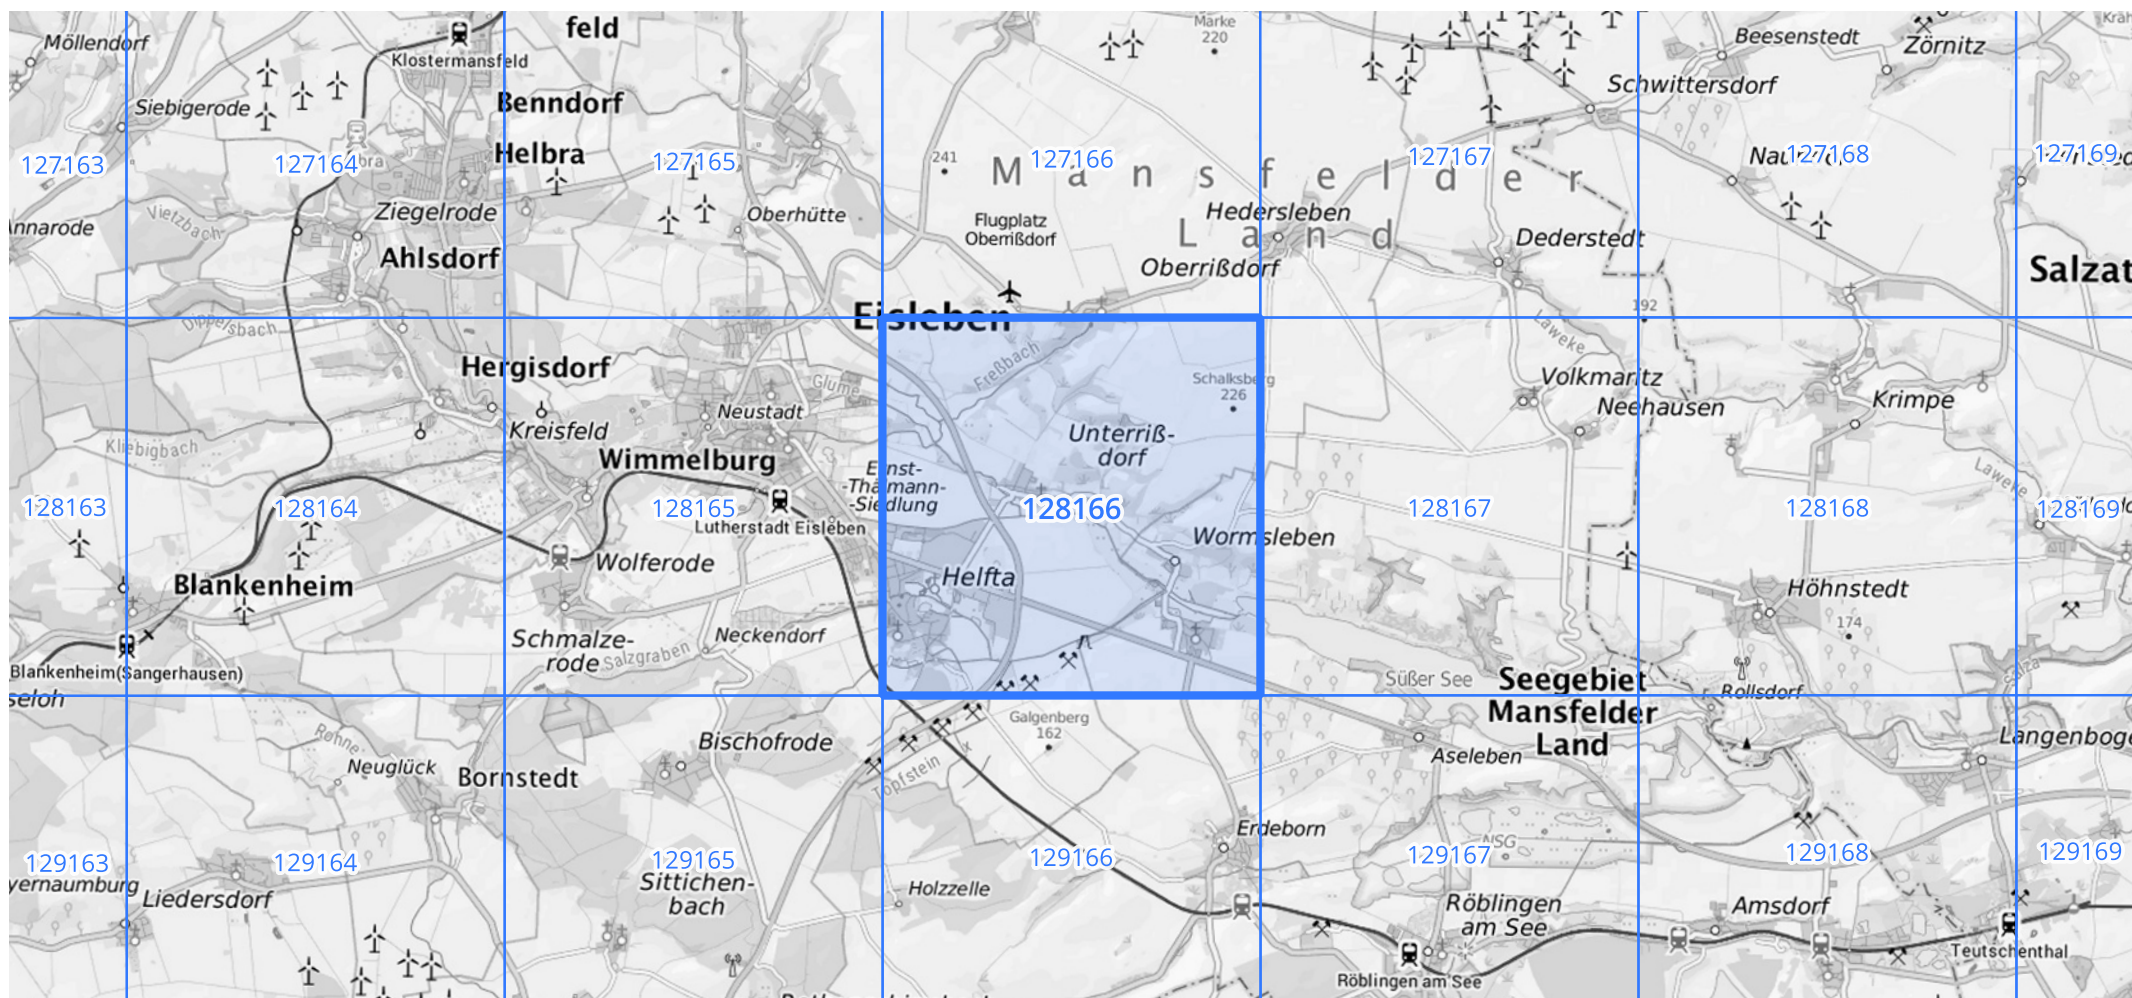 feld
Marke
220
Möllendorf
Klostermansfeld
Beesenstedt
Zörnitz
Siebigerode
Benndorf
Schwittersdorf
127163
127164
Helbra
127165
241
127166
127167
127168
127169
Mansfelder
Land
Vietzbach
Ziegelrode
Oberhütte
Flugplatz
Oberrißdorf
Hedersleben
Dederstedt
Ahlsdorf
Oberrißdorf
Dippelsbach
Eisleben
192
Laweke
Hergisdorf
Freßbach
Glume
Schalksberg
226
Volkmaritz
Neehausen
Krimpe
Neustadt
Kreisfeld
Kliebigbach
Wimmelburg
Unterriß-
dorf
Ernst-
-Thälmann-
-Siedlung
Laweke
128163
128164
128165
128166
128167
128168
128169
Lutherstadt Eisleben
Wormsleben
Wolferode
Blankenheim
Helfta
Höhnstedt
174
Schmalze-
rode
Neckendorf
Salzgraben
Blankenheim(Sangerhausen)
Süßer See
Seegebiet
Mansfelder
Land
Rollsdorf
Salza
Galgenberg
162
Bischofrode
Rohne
Neuglück
Bornstedt
Topfstein
Aseleben
Erdeborn
NSG
129163
129164
129165
129166
129167
129168
129169
Liedersdorf
Sittichen-
bach
Holzzelle
Röblingen
am See
Amsdorf
Röblingen am See
Teutschenthal